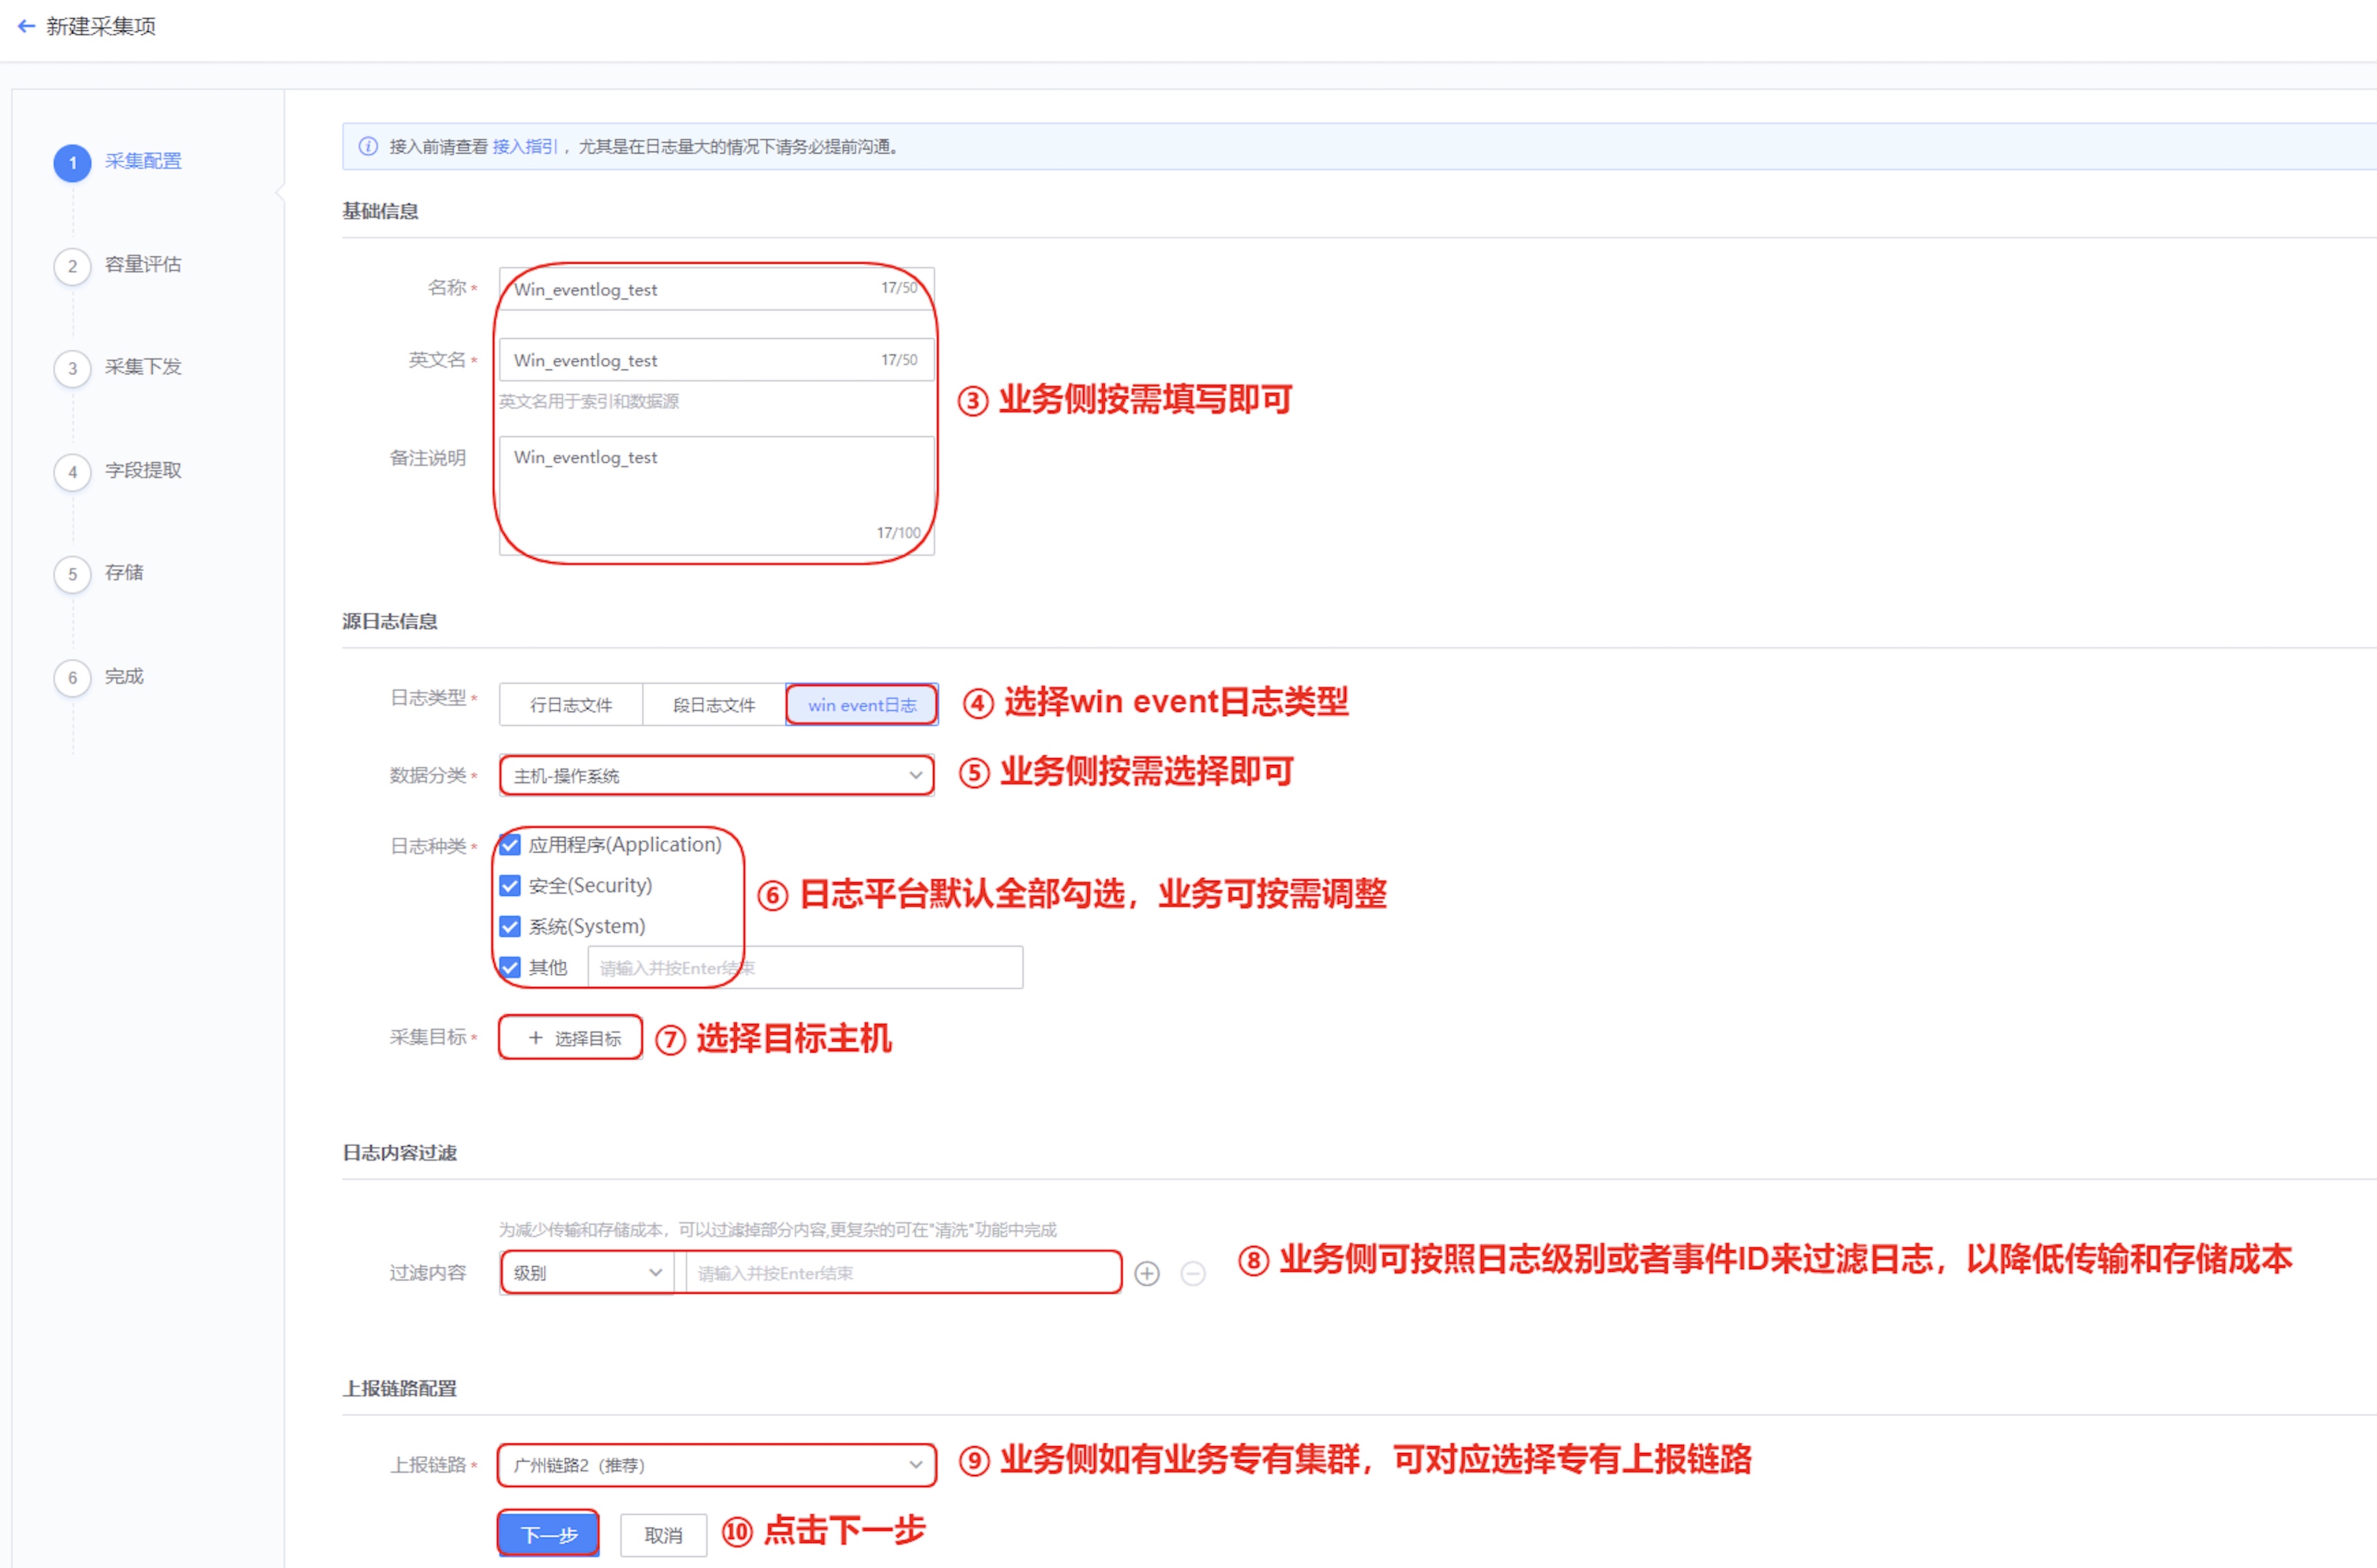 新建采集项
1 采集配置
2 容量评估
3 采集下发
4 字段提取
5 存储
6 完成
接入前请查看 接入指引 ，尤其是在日志量大的情况下请务必提前沟通。
基础信息
名称* Win_eventlog_test 17/50
英文名* Win_eventlog_test 17/50
英文名用于索引和数据源
③ 业务侧按需填写即可
备注说明 Win_eventlog_test
17/100
源日志信息
日志类型* 行日志文件 段日志文件 win event日志 ④ 选择win event日志类型
数据分类* 主机-操作系统 ⑤ 业务侧按需选择即可
日志种类* 应用程序(Application)
安全(Security)
⑥ 日志平台默认全部勾选，业务可按需调整
系统(System)
其他 请输入并按Enter结束
采集目标* + 选择目标 ⑦ 选择目标主机
日志内容过滤
为减少传输和存储成本，可以过滤掉部分内容,更复杂的可在"清洗"功能中完成
过滤内容 级别 请输入并按Enter结束 ⑧ 业务侧可按照日志级别或者事件ID来过滤日志，以降低传输和存储成本
上报链路配置
上报链路* 广州链路2（推荐） ⑨ 业务侧如有业务专有集群，可对应选择专有上报链路
下一步 取消 ⑩ 点击下一步